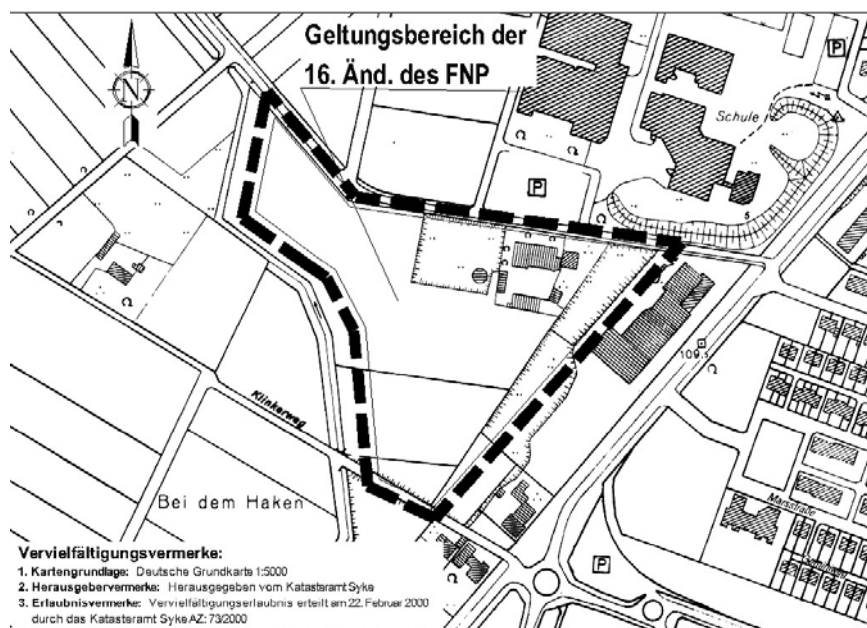 Geltungsbereich der
16. Änd. des FNP
N
P
Schule
P
109.5
Klinkerweg
Bei dem Haken
Marsstraße
P
Vervielfältigungsvermerke:
1. Kartengrundlage: Deutsche Grundkarte 1:5000
2. Herausgebervermerke: Herausgegeben vom Katasteramt Syke
3. Erlaubnisvermerke: Vervielfältigungserlaubnis erteilt am 22. Februar 2000
durch das Katasteramt Syke AZ: 73/2000